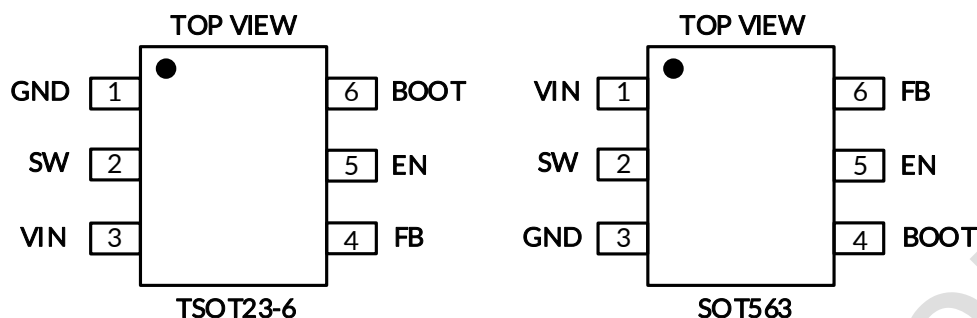 TOP VIEW TOP VIEW
GND 1 6 BOOT VIN 1 6 FB
SW 2 5 EN SW 2 5 EN
VIN 3 4 FB GND 3 4 BOOT
TSOT23-6 SOT563